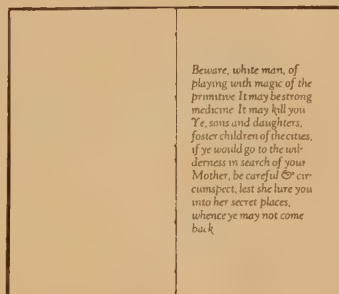 Beware, white man, of
playing with magic of the
primitive It may be strong
medicine It may kill you
Ye, sons and daughters,
foster children of the cities,
if ye would go to the wil-
derness in search of your
Mother, be careful & cir-
cumspect, lest she lure you
into her secret places,
whence ye may not come
back